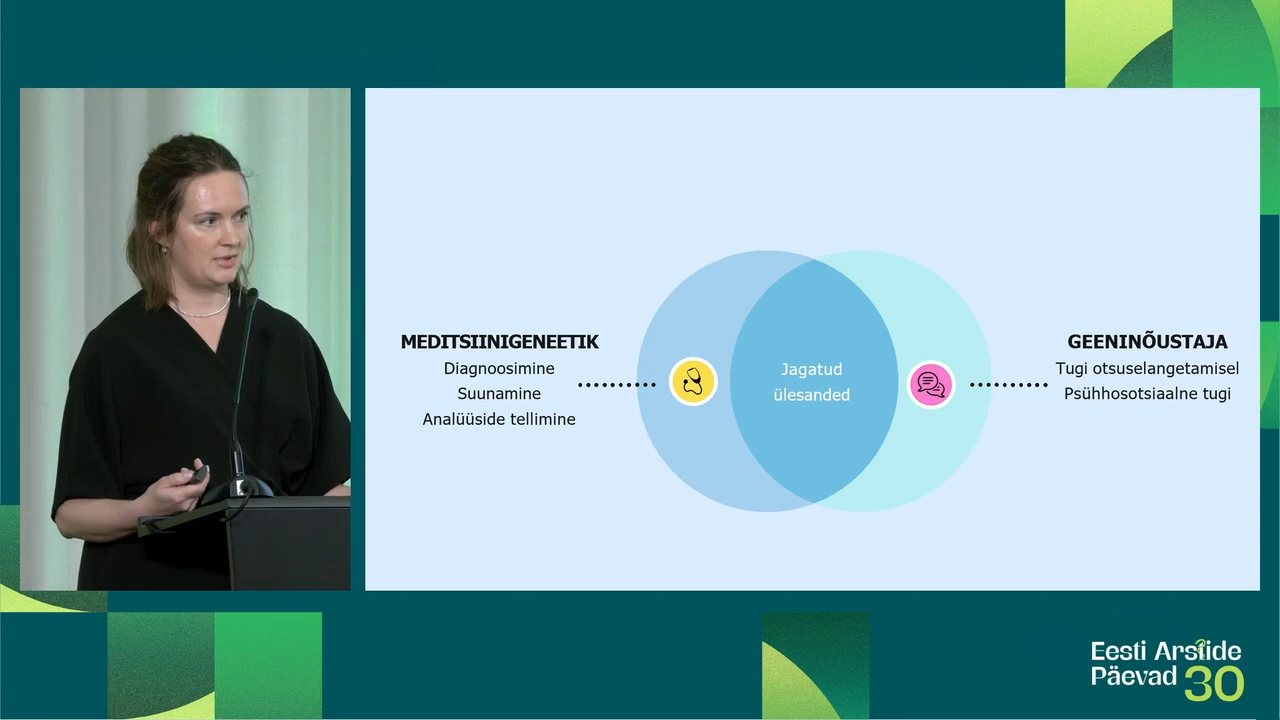 MEDITSIINIGENEETIK
Diagnoosimine
Suunamine
Analüüside tellimine
Jagatud
ülesanded
GEENINÕUSTAJA
Tugi otsuselangetamisel
Psühhosotsiaalne tugi
Eesti Arstide
Päevad 30